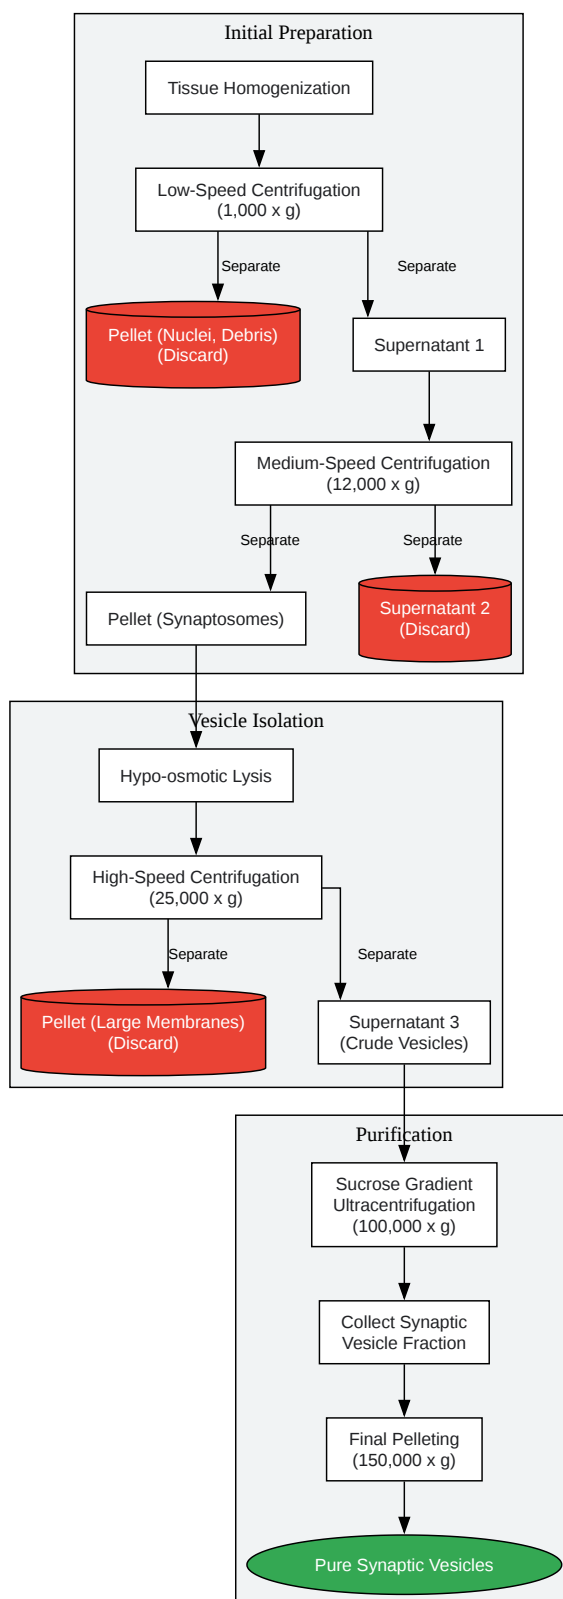 Initial Preparation
Tissue Homogenization
Low-Speed Centrifugation
(1,000 x g)
Separate
Separate
Pellet (Nuclei, Debris)
(Discard)
Supernatant 1
Medium-Speed Centrifugation
(12,000 x g)
Separate
Separate
Pellet (Synaptosomes)
Supernatant 2
(Discard)
Vesicle Isolation
Hypo-osmotic Lysis
High-Speed Centrifugation
(25,000 x g)
Separate
Separate
Pellet (Large Membranes)
(Discard)
Supernatant 3
(Crude Vesicles)
Purification
Sucrose Gradient
Ultracentrifugation
(100,000 x g)
Collect Synaptic
Vesicle Fraction
Final Pelleting
(150,000 x g)
Pure Synaptic Vesicles